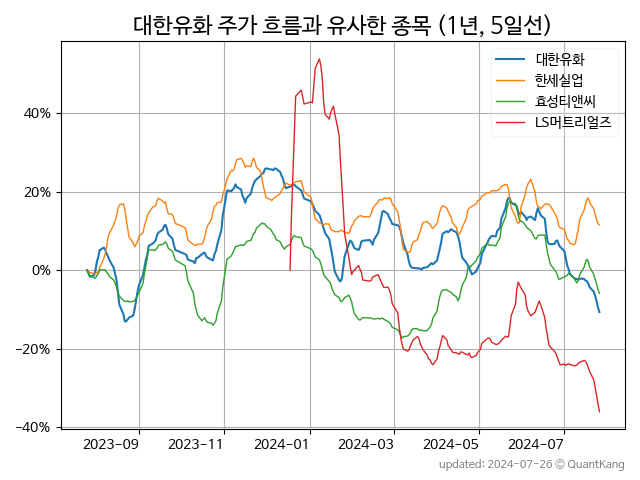 대한유화 주가 흐름과 유사한 종목 (1년, 5일선)
대한유화
한세실업
효성티앤씨
LS머트리얼즈
40%
20%
0%
−20%
−40%
2023-09 2023-11 2024-01 2024-03 2024-05 2024-07
updated: 2024-07-26 © QuantKang